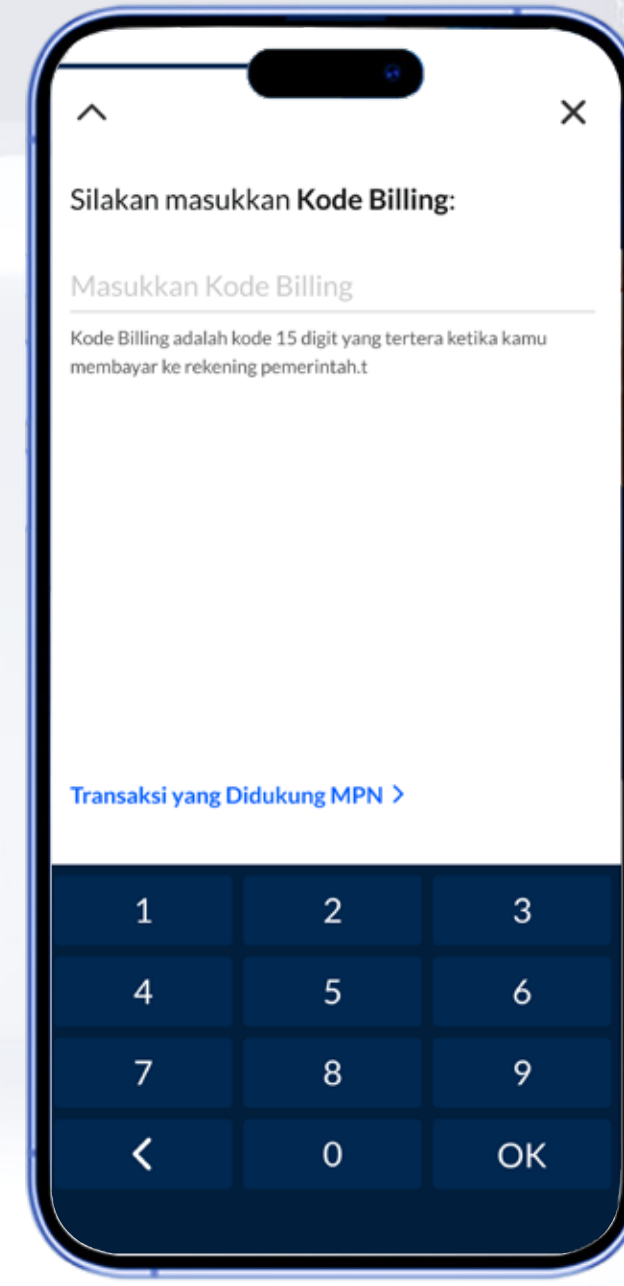 Silakan masukkan Kode Billing:
Masukkan Kode Billing
Kode Billing adalah kode 15 digit yang tertera ketika kamu
membayar ke rekening pemerintah.t
Transaksi yang Didukung MPN >
1 2 3
4 5 6
7 8 9
< 0 OK